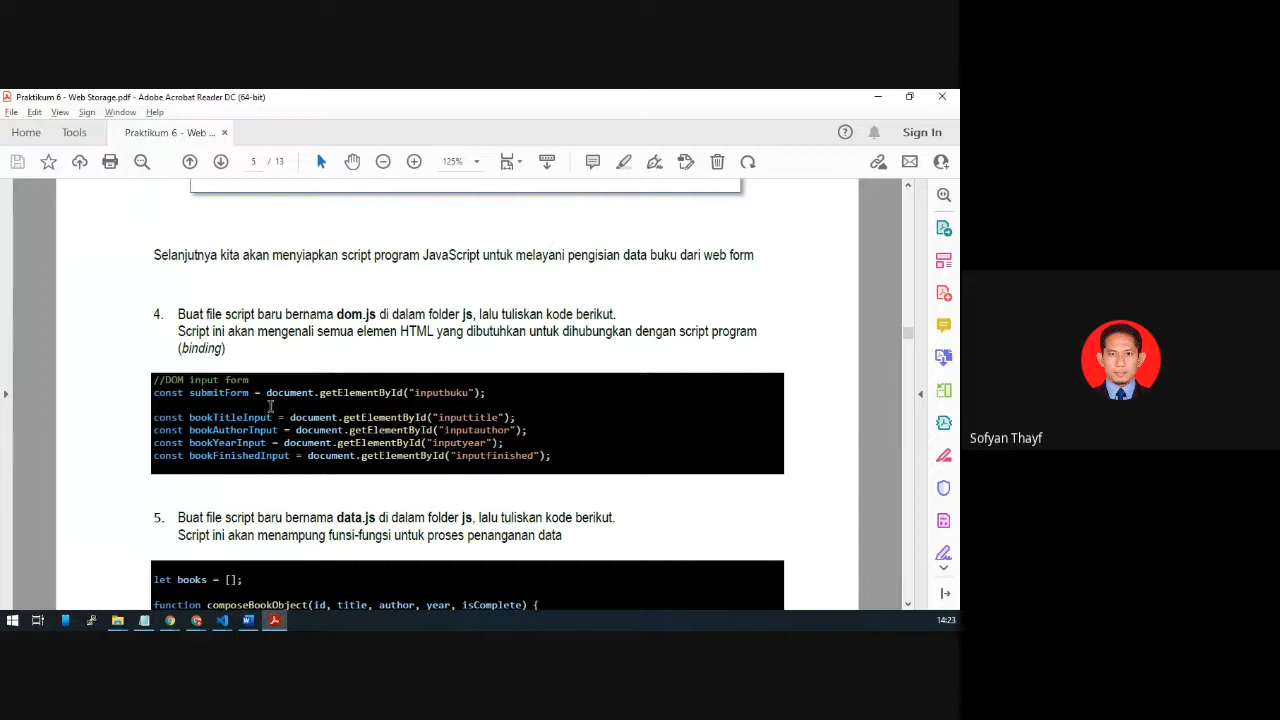 Praktikum 6 - Web Storage.pdf - Adobe Acrobat Reader DC (64-bit)
File Edit View Sign Window Help
Home Tools Praktikum 6 - Web ... × Sign In
5 / 13 125%
Selanjutnya kita akan menyiapkan script program JavaScript untuk melayani pengisian data buku dari web form
4. Buat file script baru bernama dom.js di dalam folder js, lalu tuliskan kode berikut.
Script ini akan mengenali semua elemen HTML yang dibutuhkan untuk dihubungkan dengan script program
(binding)
//DOM input form
const submitForm = document.getElementById("inputbuku");
const bookTitleInput = document.getElementById("inputtitle");
const bookAuthorInput = document.getElementById("inputauthor");
const bookYearInput = document.getElementById("inputyear");
const bookFinishedInput = document.getElementById("inputfinished");
5. Buat file script baru bernama data.js di dalam folder js, lalu tuliskan kode berikut.
Script ini akan menampung funsi-fungsi untuk proses penanganan data
let books = [];
function composeBookObject(id, title, author, year, isComplete) {
14:23
Sofyan Thayf